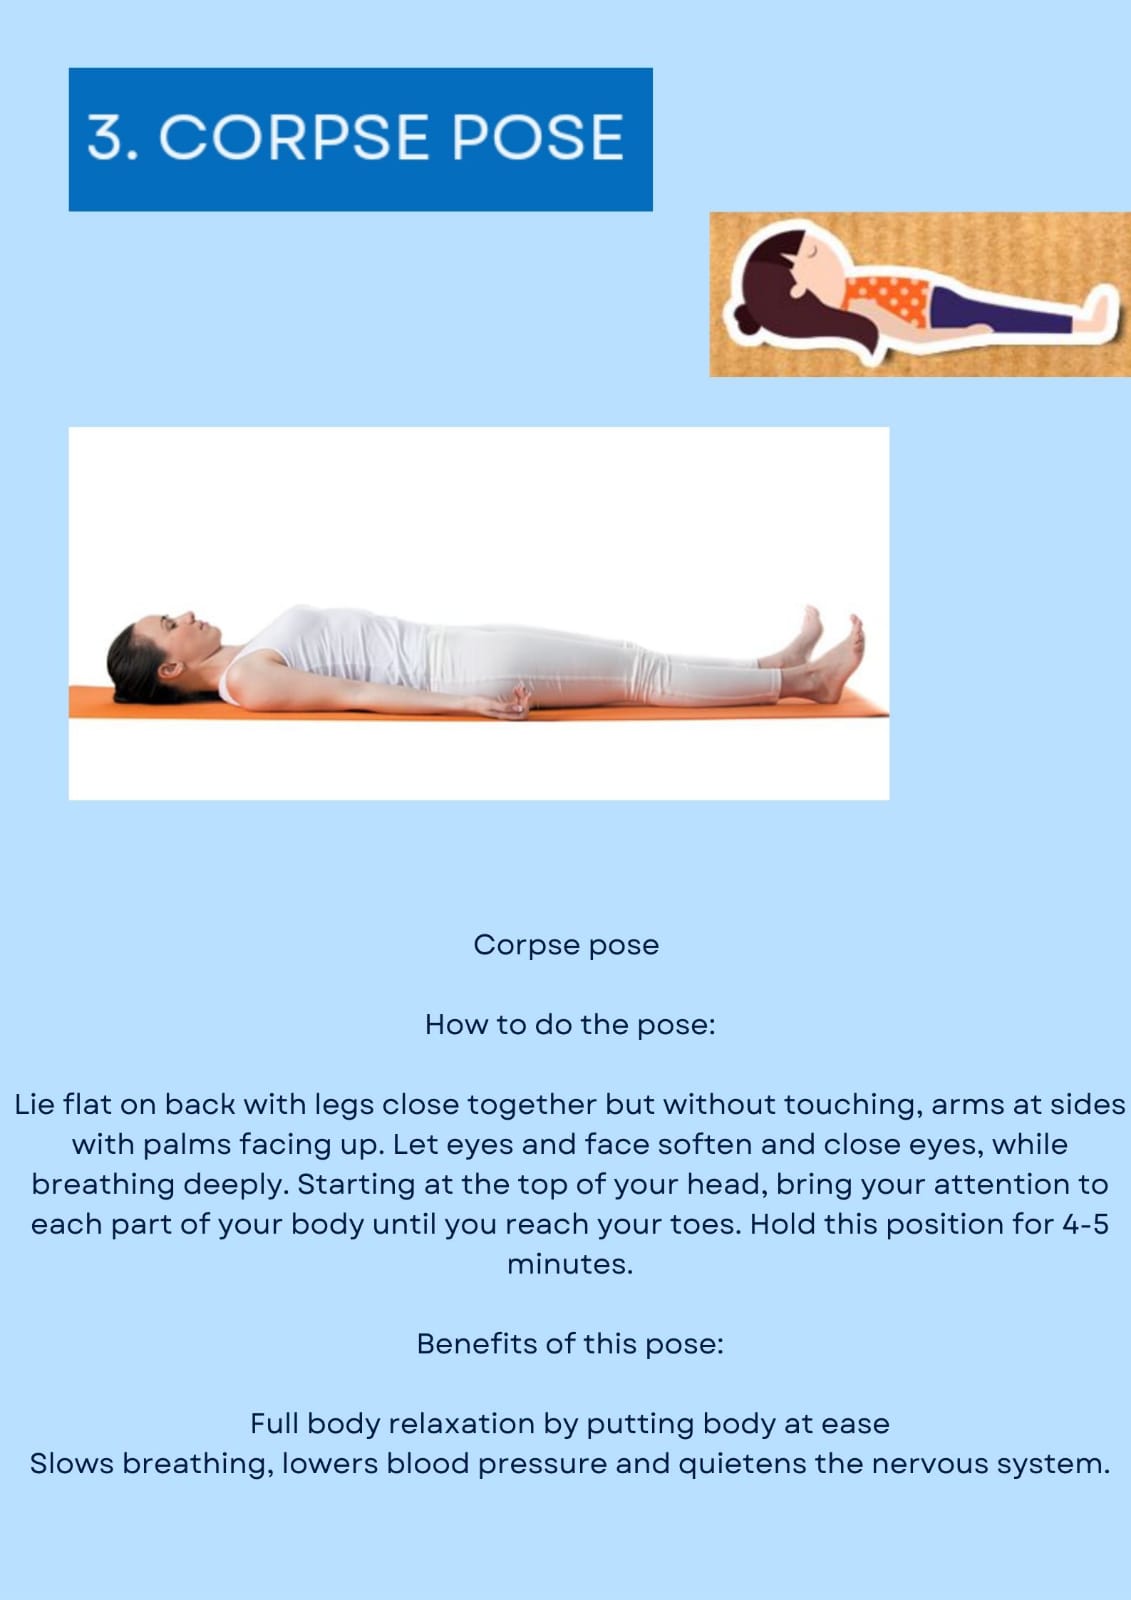 3. CORPSE POSE
Corpse pose
How to do the pose:
Lie flat on back with legs close together but without touching, arms at sides
with palms facing up. Let eyes and face soften and close eyes, while
breathing deeply. Starting at the top of your head, bring your attention to
each part of your body until you reach your toes. Hold this position for 4-5
minutes.
Benefits of this pose:
Full body relaxation by putting body at ease
Slows breathing, lowers blood pressure and quietens the nervous system.